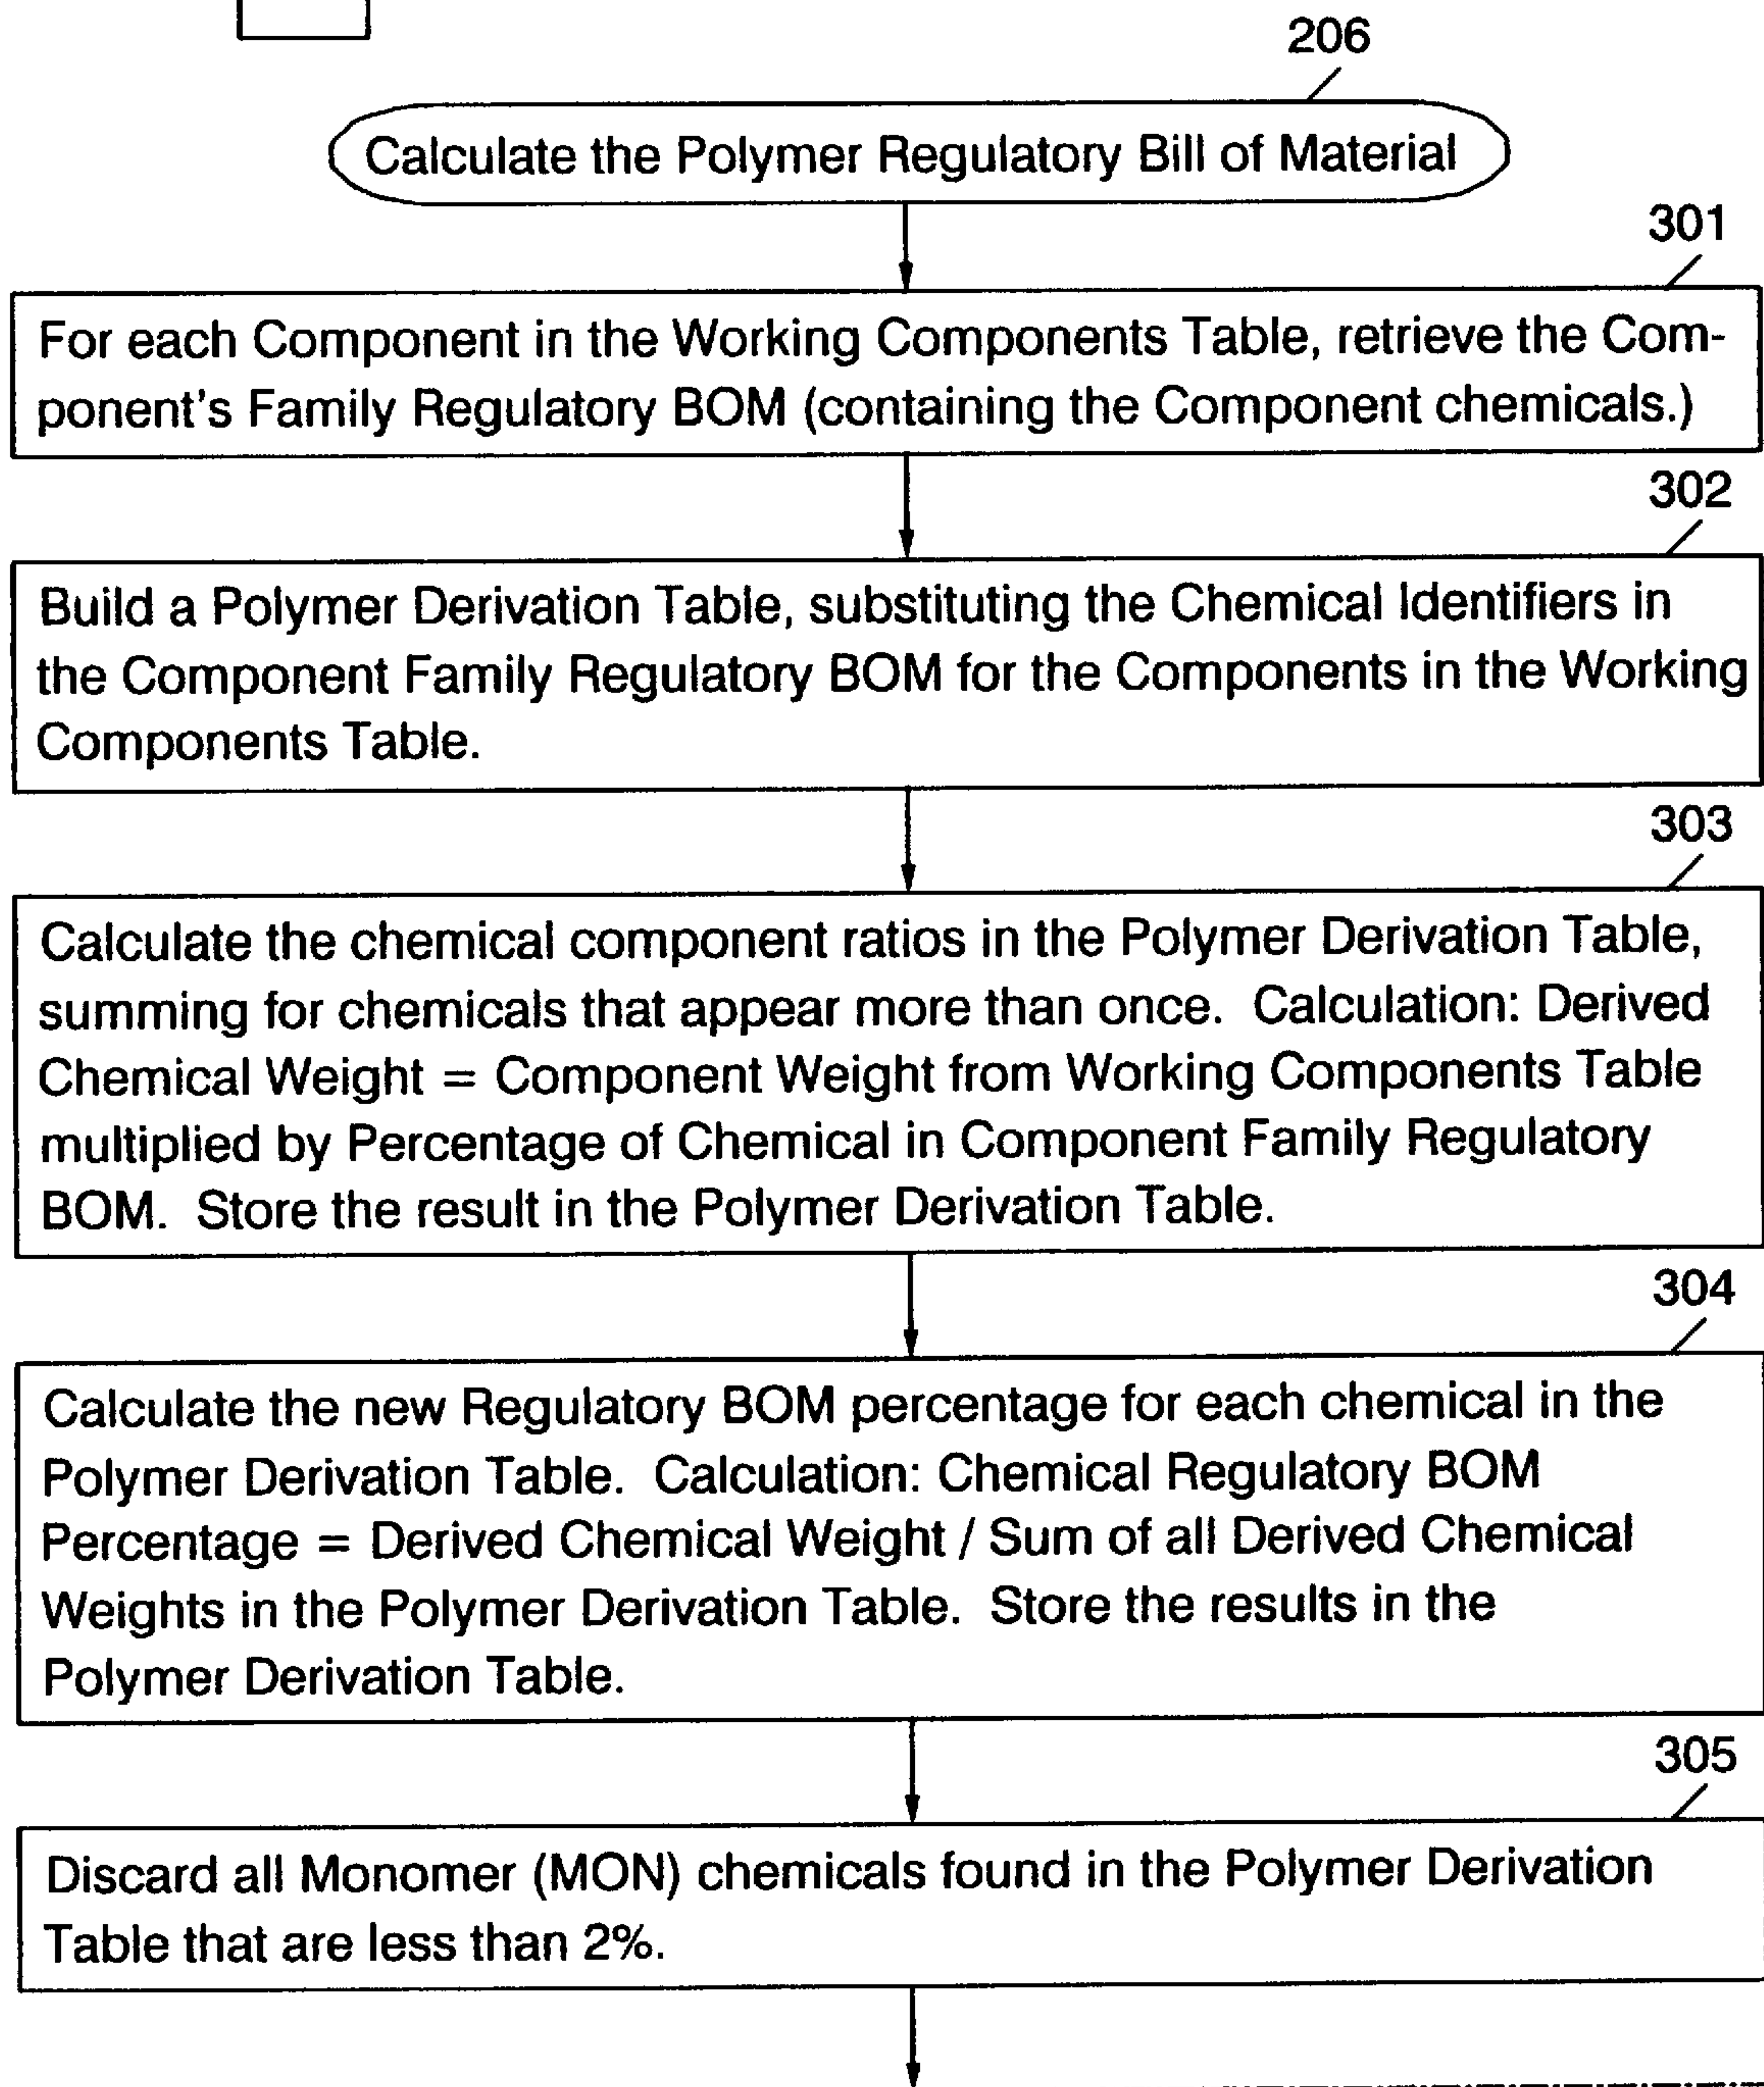 206
Calculate the Polymer Regulatory Bill of Material
301
For each Component in the Working Components Table, retrieve the Com-
ponent's Family Regulatory BOM (containing the Component chemicals.)
302
Build a Polymer Derivation Table, substituting the Chemical Identifiers in
the Component Family Regulatory BOM for the Components in the Working
Components Table.
303
Calculate the chemical component ratios in the Polymer Derivation Table,
summing for chemicals that appear more than once. Calculation: Derived
Chemical Weight = Component Weight from Working Components Table
multiplied by Percentage of Chemical in Component Family Regulatory
BOM. Store the result in the Polymer Derivation Table.
304
Calculate the new Regulatory BOM percentage for each chemical in the
Polymer Derivation Table. Calculation: Chemical Regulatory BOM
Percentage = Derived Chemical Weight / Sum of all Derived Chemical
Weights in the Polymer Derivation Table. Store the results in the
Polymer Derivation Table.
305
Discard all Monomer (MON) chemicals found in the Polymer Derivation
Table that are less than 2%.